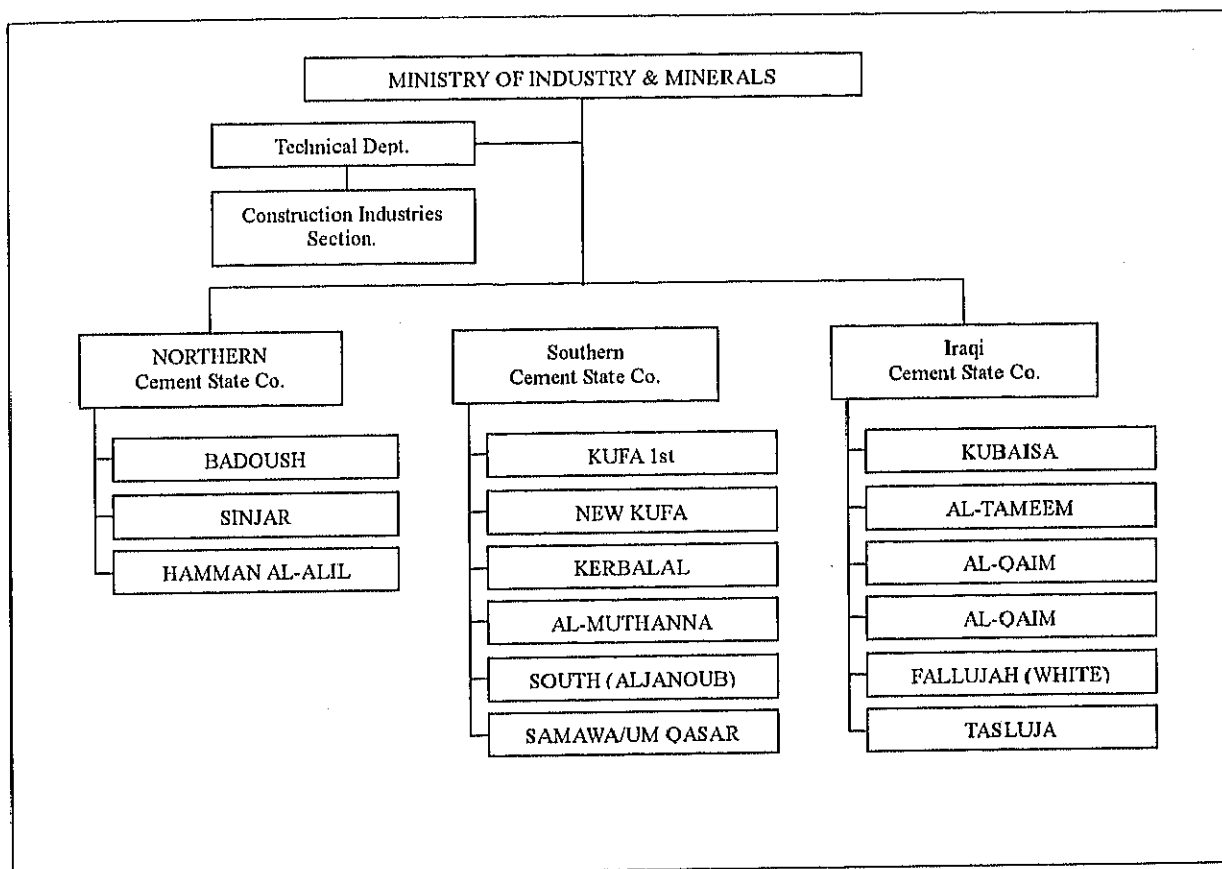 MINISTRY OF INDUSTRY & MINERALS
Technical Dept.
Construction Industries
Section.
NORTHERN
Cement State Co.
BADOUSH
SINJAR
HAMMAN AL-ALIL
Southern
Cement State Co.
KUFA 1st
NEW KUFA
KERBALAL
AL-MUTHANNA
SOUTH (ALJANOUB)
SAMAWA/UM QASAR
Iraqi
Cement State Co.
KUBAISA
AL-TAMEEM
AL-QAIM
AL-QAIM
FALLUJAH (WHITE)
TASLUJA